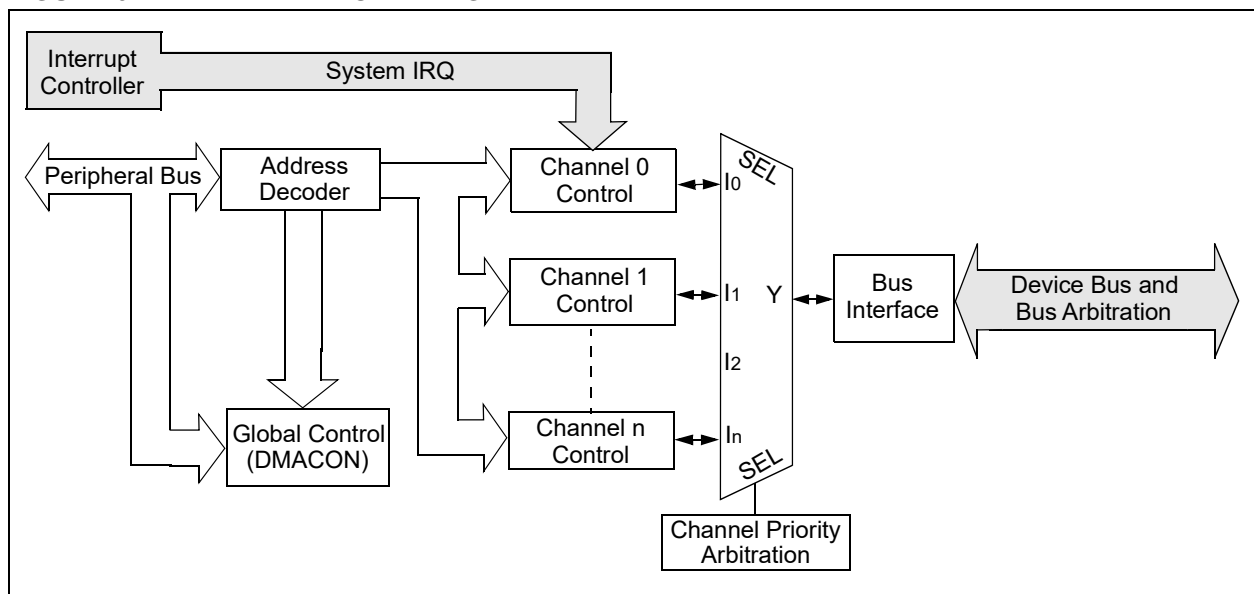 Interrupt
Controller
System IRQ
Peripheral Bus
Address
Decoder
Channel 0
Control
I0
SEL
Channel 1
Control
I1
Y
Bus
Interface
Device Bus and
Bus Arbitration
I2
Global Control
(DMACON)
Channel n
Control
In
SEL
Channel Priority
Arbitration